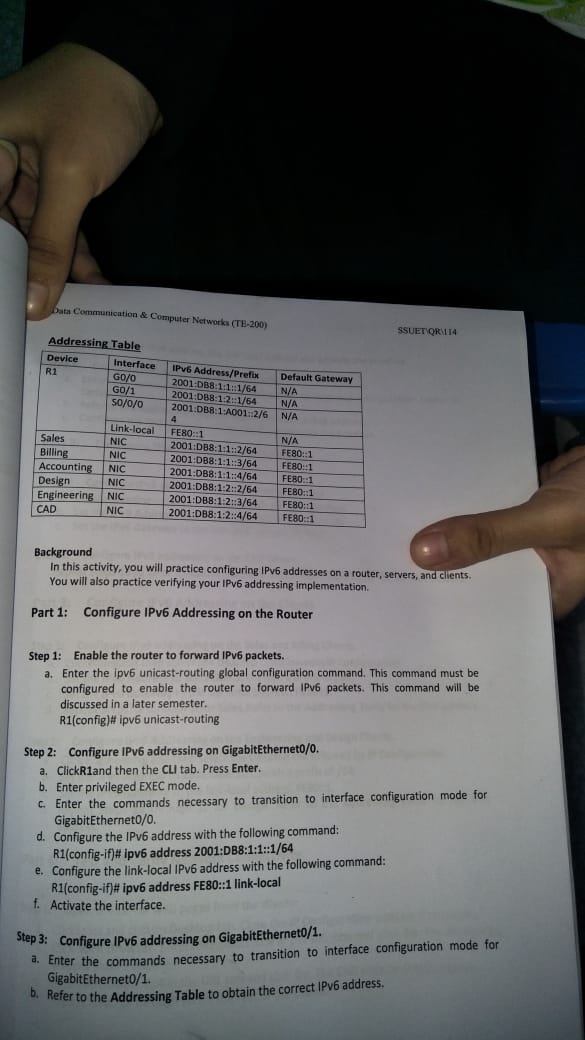 Data Communication & Computer Networks (TE-200)
SSUET\QR\114
Addressing Table
Device Interface IPv6 Address/Prefix Default Gateway
R1 G0/0 2001:DB8:1:1::1/64 N/A
G0/1 2001:DB8:1:2::1/64 N/A
S0/0/0 2001:DB8:1:A001::2/6 N/A
4
Link-local FE80::1 N/A
Sales NIC 2001:DB8:1:1::2/64 FE80::1
Billing NIC 2001:DB8:1:1::3/64 FE80::1
Accounting NIC 2001:DB8:1:1::4/64 FE80::1
Design NIC 2001:DB8:1:2::2/64 FE80::1
Engineering NIC 2001:DB8:1:2::3/64 FE80::1
CAD NIC 2001:DB8:1:2::4/64 FE80::1
Background
In this activity, you will practice configuring IPv6 addresses on a router, servers, and clients.
You will also practice verifying your IPv6 addressing implementation.
Part 1: Configure IPv6 Addressing on the Router
Step 1: Enable the router to forward IPv6 packets.
a. Enter the ipv6 unicast-routing global configuration command. This command must be
configured to enable the router to forward IPv6 packets. This command will be
discussed in a later semester.
R1(config)# ipv6 unicast-routing
Step 2: Configure IPv6 addressing on GigabitEthernet0/0.
a. ClickR1and then the CLI tab. Press Enter.
b. Enter privileged EXEC mode.
c. Enter the commands necessary to transition to interface configuration mode for
GigabitEthernet0/0.
d. Configure the IPv6 address with the following command:
R1(config-if)# ipv6 address 2001:DB8:1:1::1/64
e. Configure the link-local IPv6 address with the following command:
R1(config-if)# ipv6 address FE80::1 link-local
f. Activate the interface.
Step 3: Configure IPv6 addressing on GigabitEthernet0/1.
a. Enter the commands necessary to transition to interface configuration mode for
GigabitEthernet0/1.
b. Refer to the Addressing Table to obtain the correct IPv6 address.